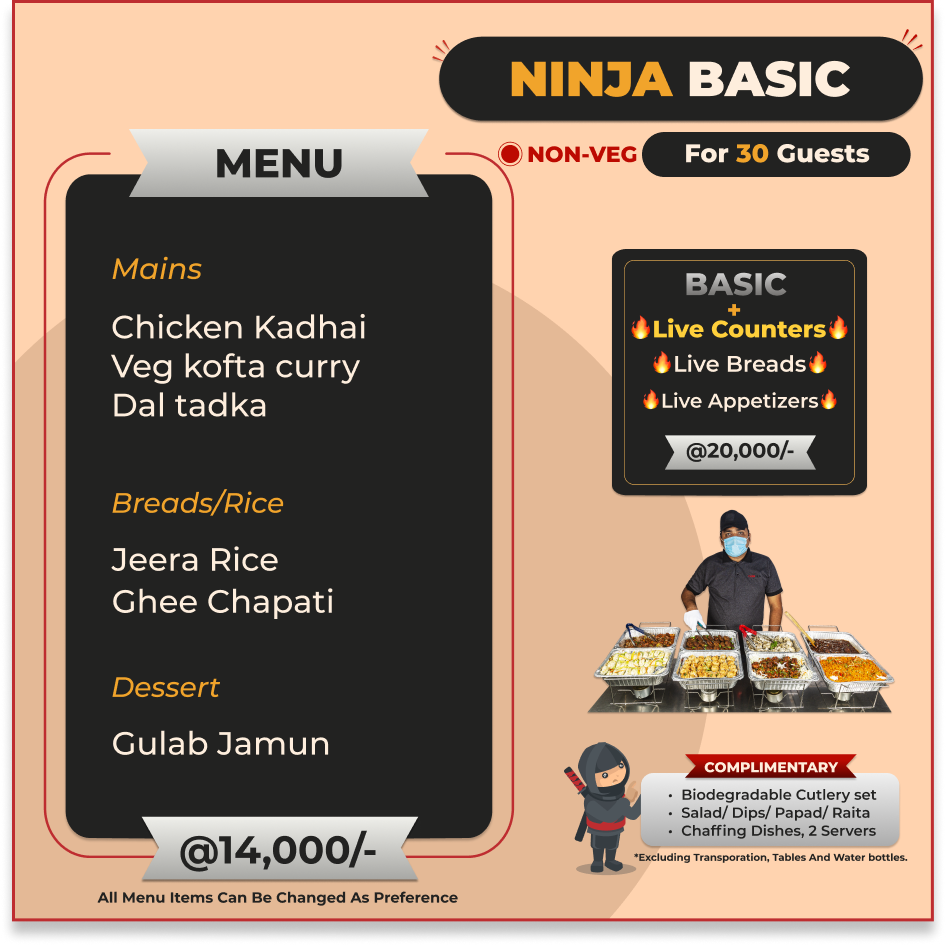 NINJA BASIC
NON-VEG
For 30 Guests
MENU
Mains
Chicken Kadhai
Veg kofta curry
Dal tadka
Breads/Rice
Jeera Rice
Ghee Chapati
Dessert
Gulab Jamun
@14,000/-
All Menu Items Can Be Changed As Preference
BASIC
+
🔥Live Counters🔥
🔥Live Breads🔥
🔥Live Appetizers🔥
@20,000/-
COMPLIMENTARY
• Biodegradable Cutlery set
• Salad/ Dips/ Papad/ Raita
• Chaffing Dishes, 2 Servers
*Excluding Transporation, Tables And Water bottles.